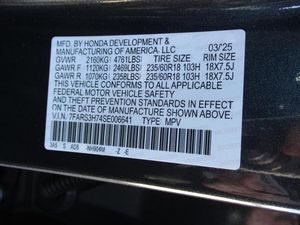 MFD. BY HONDA DEVELOPMENT &
MANUFACTURING OF AMERICA, LLC 03/25
GVWR 2160KG( 4761LBS) TIRE SIZE RIM SIZE
GAWR F 1120KG( 2469LBS) 235/60R18 103H 18X7.5J
GAWR R 1070KG( 2358LBS) 235/60R18 103H 18X7.5J
THIS VEHICLE CONFORMS TO ALL APPLICABLE
FEDERAL MOTOR VEHICLE SAFETY
AND THEFT PREVENTION STANDARDS IN EFFECT
ON THE DATE OF MANUFACTURE SHOWN ABOVE.
V.I.N. 7FARS3H74SE006641 TYPE MPV